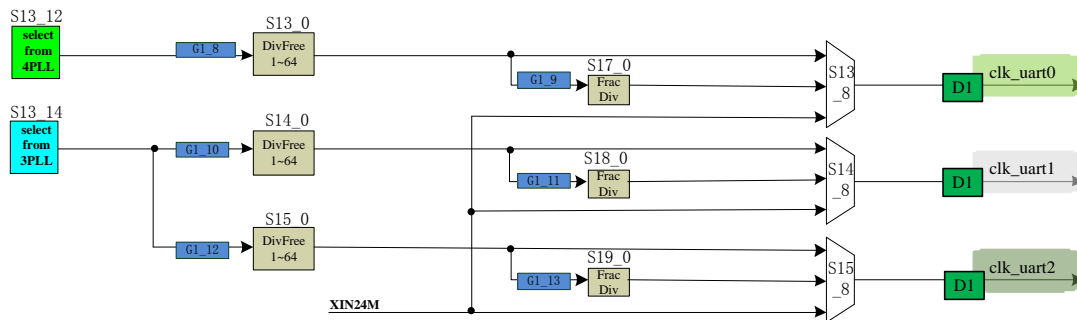 S13_12
select
from
4PLL
G1_8
S13_0
DivFree
1~64
G1_9
S17_0
Frac
Div
S13
_8
D1
clk_uart0
S13_14
select
from
3PLL
G1_10
S14_0
DivFree
1~64
G1_11
S18_0
Frac
Div
S14
_8
D1
clk_uart1
G1_12
S15_0
DivFree
1~64
G1_13
S19_0
Frac
Div
S15
_8
D1
clk_uart2
XIN24M